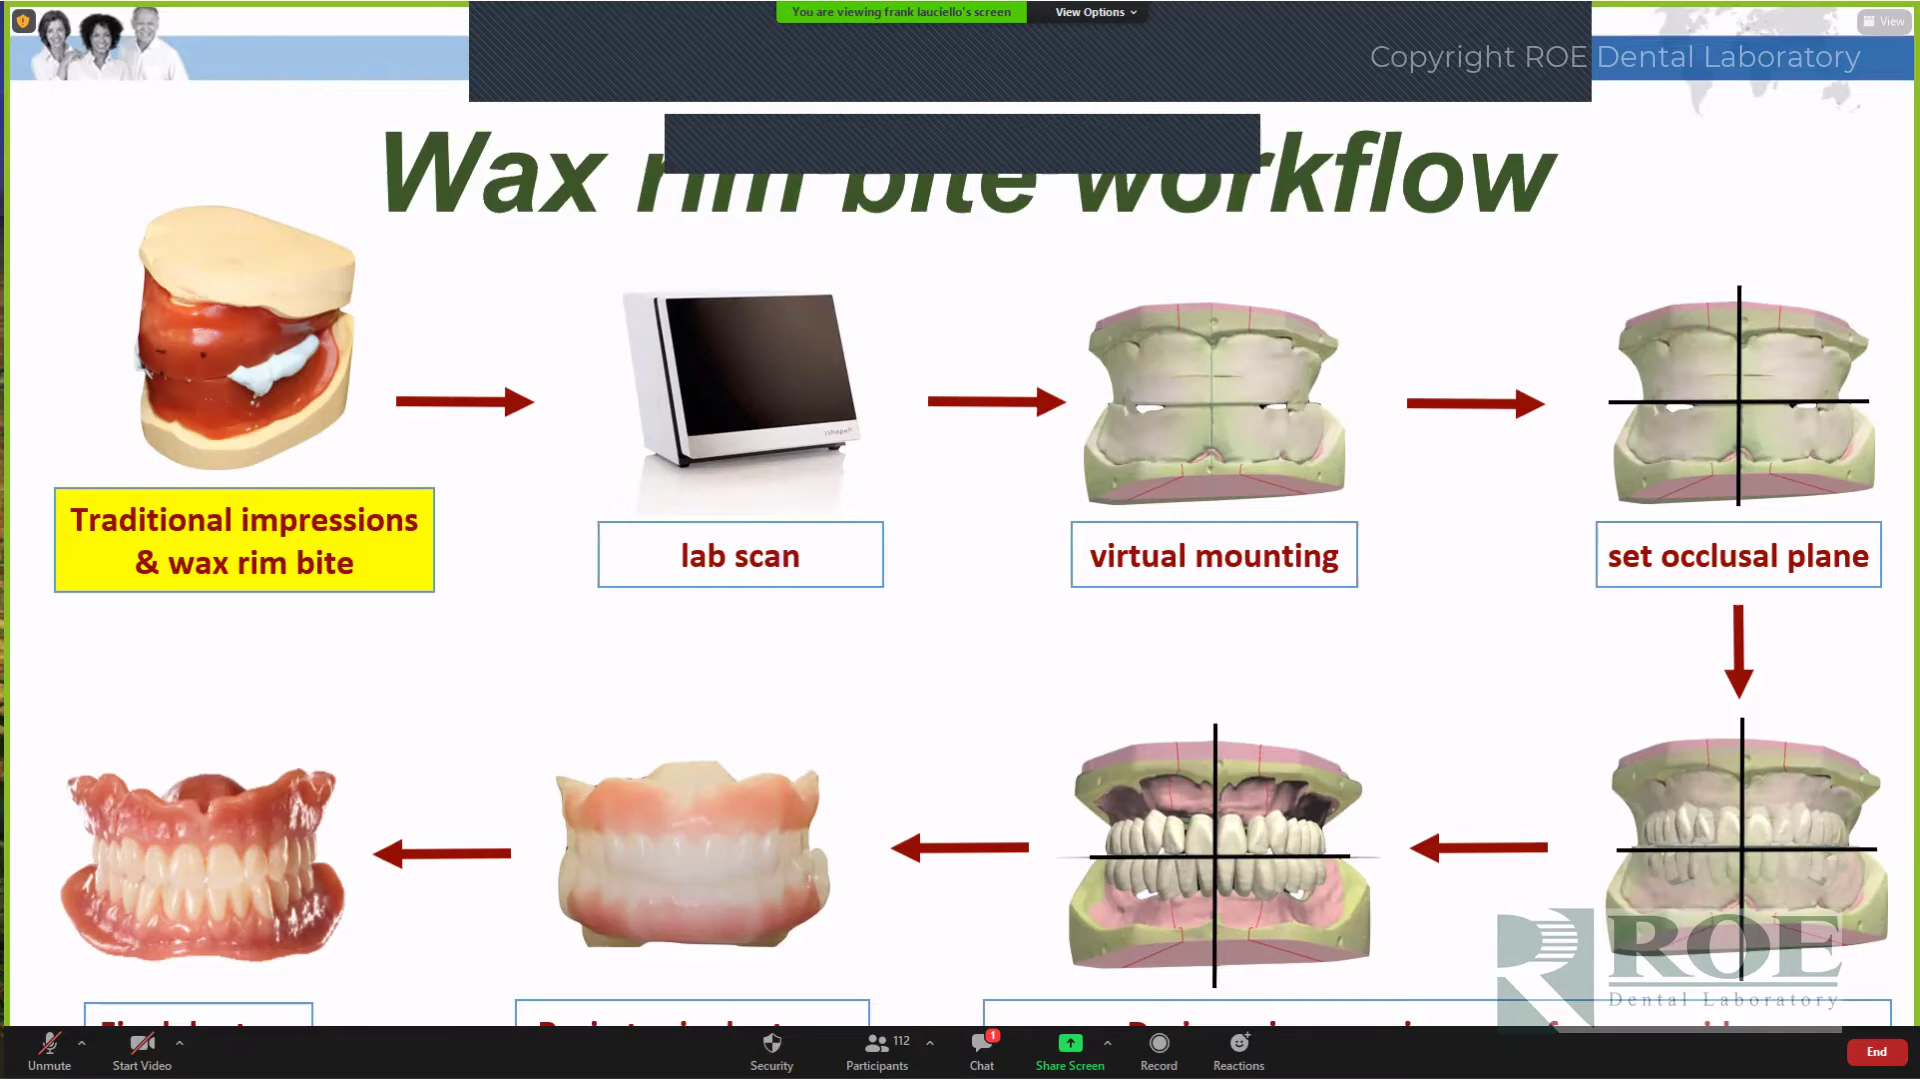 You are viewing frank lauciello's screen
View Options
View
Copyright ROE Dental Laboratory
Wax rim bite workflow
3shape
Traditional impressions
& wax rim bite
lab scan
virtual mounting
set occlusal plane
ROE
Dental Laboratory
Unmute
Start Video
Security
112
Participants
1
Chat
Share Screen
Record
Reactions
End